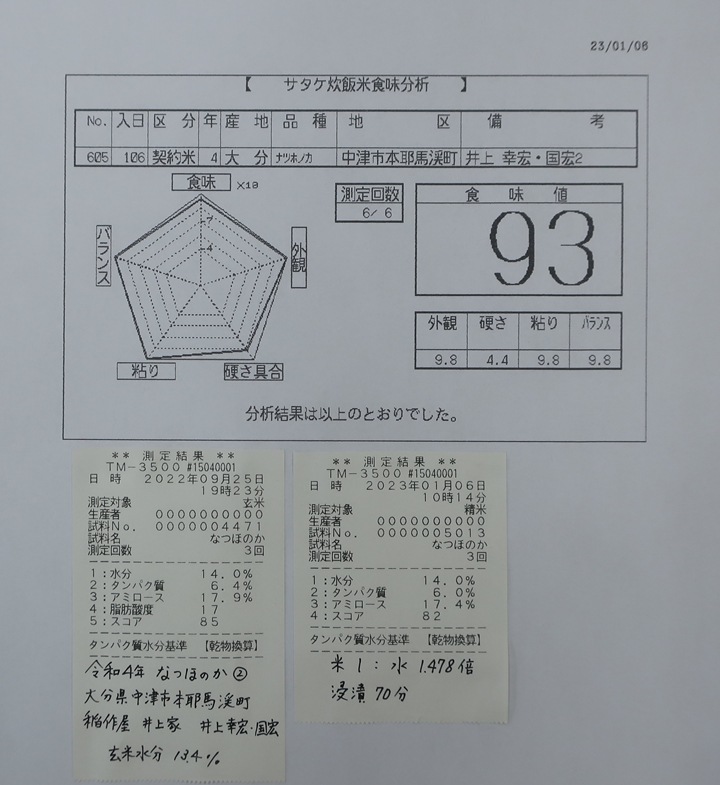 23/01/06
【 サタケ炊飯米食味分析 】
No. 入日 区分 年 産地 品種 地区 備考
605 106 契約米 4 大分 ナツホノカ 中津市本耶馬渓町 井上 幸宏・国宏2
食味 ×10
7
4
バランス
外観
粘り
硬さ具合
測定回数
6/ 6
食味値
93
外観 硬さ 粘り バランス
9.8 4.4 9.8 9.8
分析結果は以上のとおりでした。
** 測定結果 **
TM-3500 #15040001
日 時 2022年09月25日
19時23分
測定対象 玄米
生産者 0000000000
試料No. 0000004471
試料名 なつほのか
測定回数 3回
1:水分 14.0%
2:タンパク質 6.4%
3:アミロース 17.9%
4:脂肪酸度 17
5:スコア 85
タンパク質水分基準 【乾物換算】
令和4年 なつほのか ②
大分県中津市本耶馬渓町
稲作屋 井上家 井上幸宏・国宏
玄米水分 13.4%
** 測定結果 **
TM-3500 #15040001
日 時 2023年01月06日
10時14分
測定対象 精米
生産者 0000000000
試料No. 0000005013
試料名 なつほのか
測定回数 3回
1:水分 14.0%
2:タンパク質 6.0%
3:アミロース 17.4%
4:スコア 82
タンパク質水分基準 【乾物換算】
米 1 : 水 1.478倍
浸漬 70分